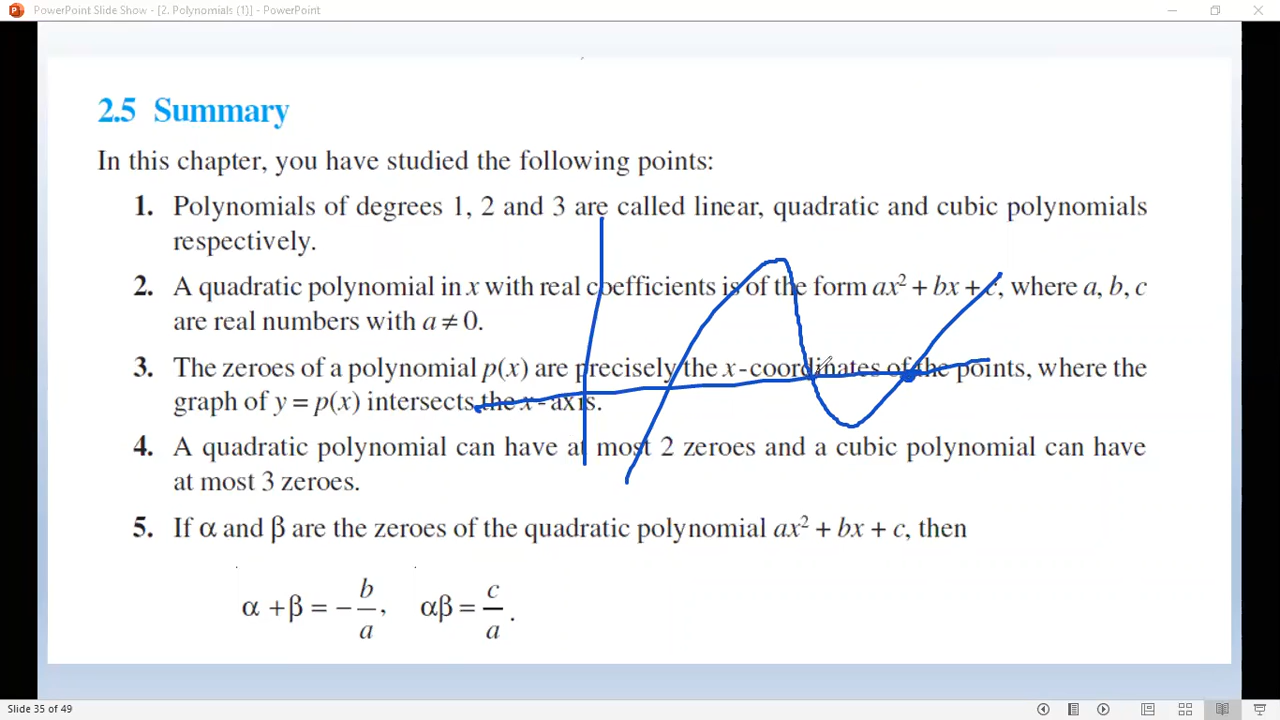 PowerPoint Slide Show - [2. Polynomials (1)] - PowerPoint
2.5 Summary
In this chapter, you have studied the following points:
1. Polynomials of degrees 1, 2 and 3 are called linear, quadratic and cubic polynomials
respectively.
2. A quadratic polynomial in x with real coefficients is of the form ax² + bx + c, where a, b, c
are real numbers with a ≠ 0.
3. The zeroes of a polynomial p(x) are precisely the x-coordinates of the points, where the
graph of y = p(x) intersects the x-axis.
4. A quadratic polynomial can have at most 2 zeroes and a cubic polynomial can have
at most 3 zeroes.
5. If α and β are the zeroes of the quadratic polynomial ax² + bx + c, then
α + β = −b/a, αβ = c/a.
Slide 35 of 49